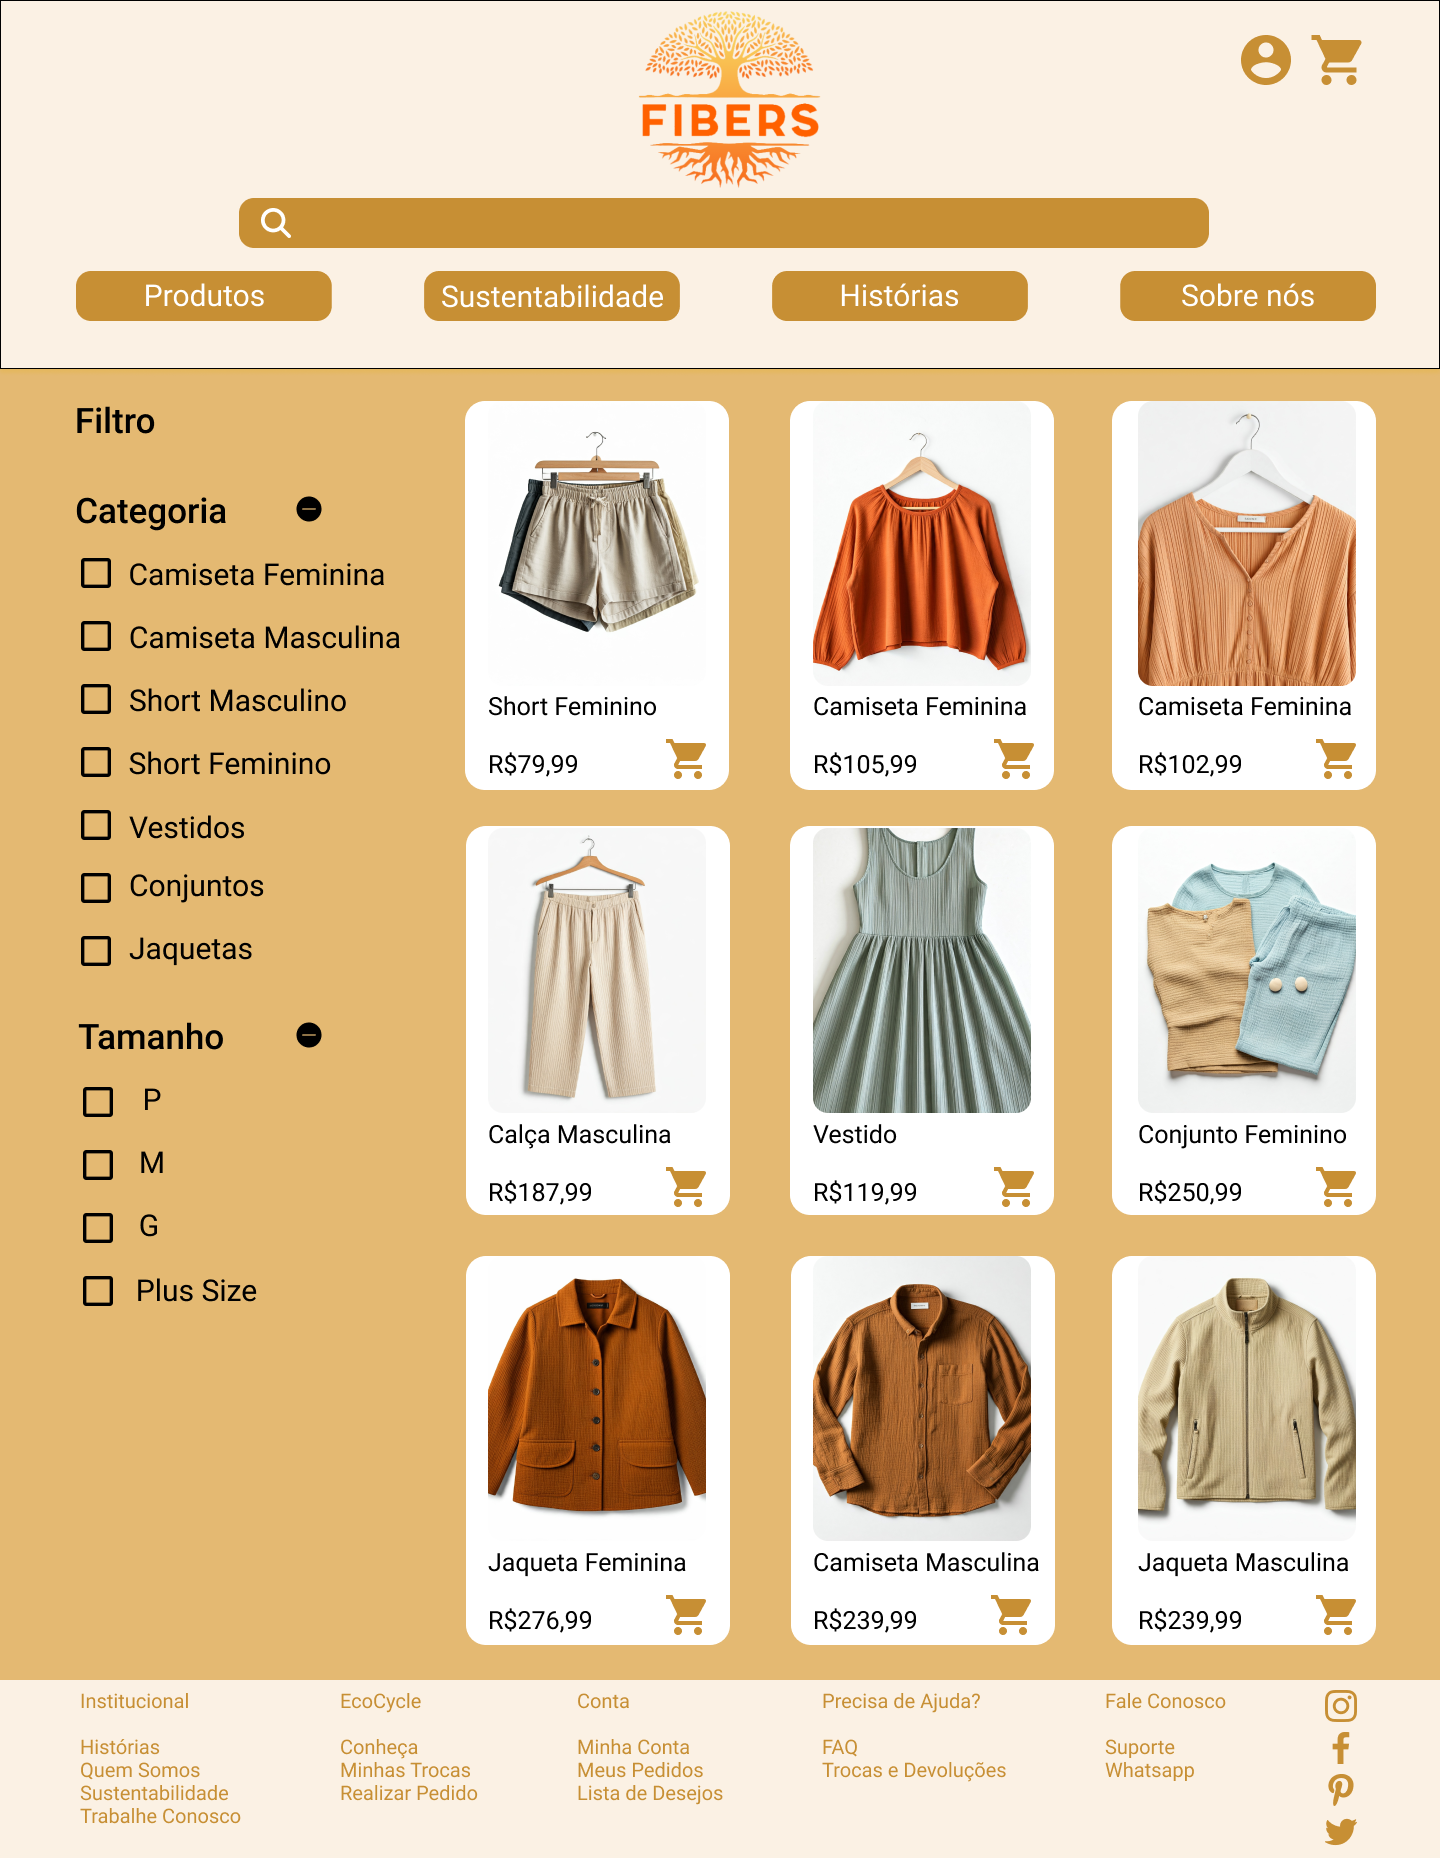 FIBERS
Produtos
Sustentabilidade
Histórias
Sobre nós
Filtro
Categoria
Camiseta Feminina
Camiseta Masculina
Short Masculino
Short Feminino
Vestidos
Conjuntos
Jaquetas
Tamanho
P
M
G
Plus Size
Short Feminino
R$79,99
Camiseta Feminina
R$105,99
Camiseta Feminina
R$102,99
Calça Masculina
R$187,99
Vestido
R$119,99
Conjunto Feminino
R$250,99
Jaqueta Feminina
R$276,99
Camiseta Masculina
R$239,99
Jaqueta Masculina
R$239,99
Institucional
Histórias
Quem Somos
Sustentabilidade
Trabalhe Conosco
EcoCycle
Conheça
Minhas Trocas
Realizar Pedido
Conta
Minha Conta
Meus Pedidos
Lista de Desejos
Precisa de Ajuda?
FAQ
Trocas e Devoluções
Fale Conosco
Suporte
Whatsapp